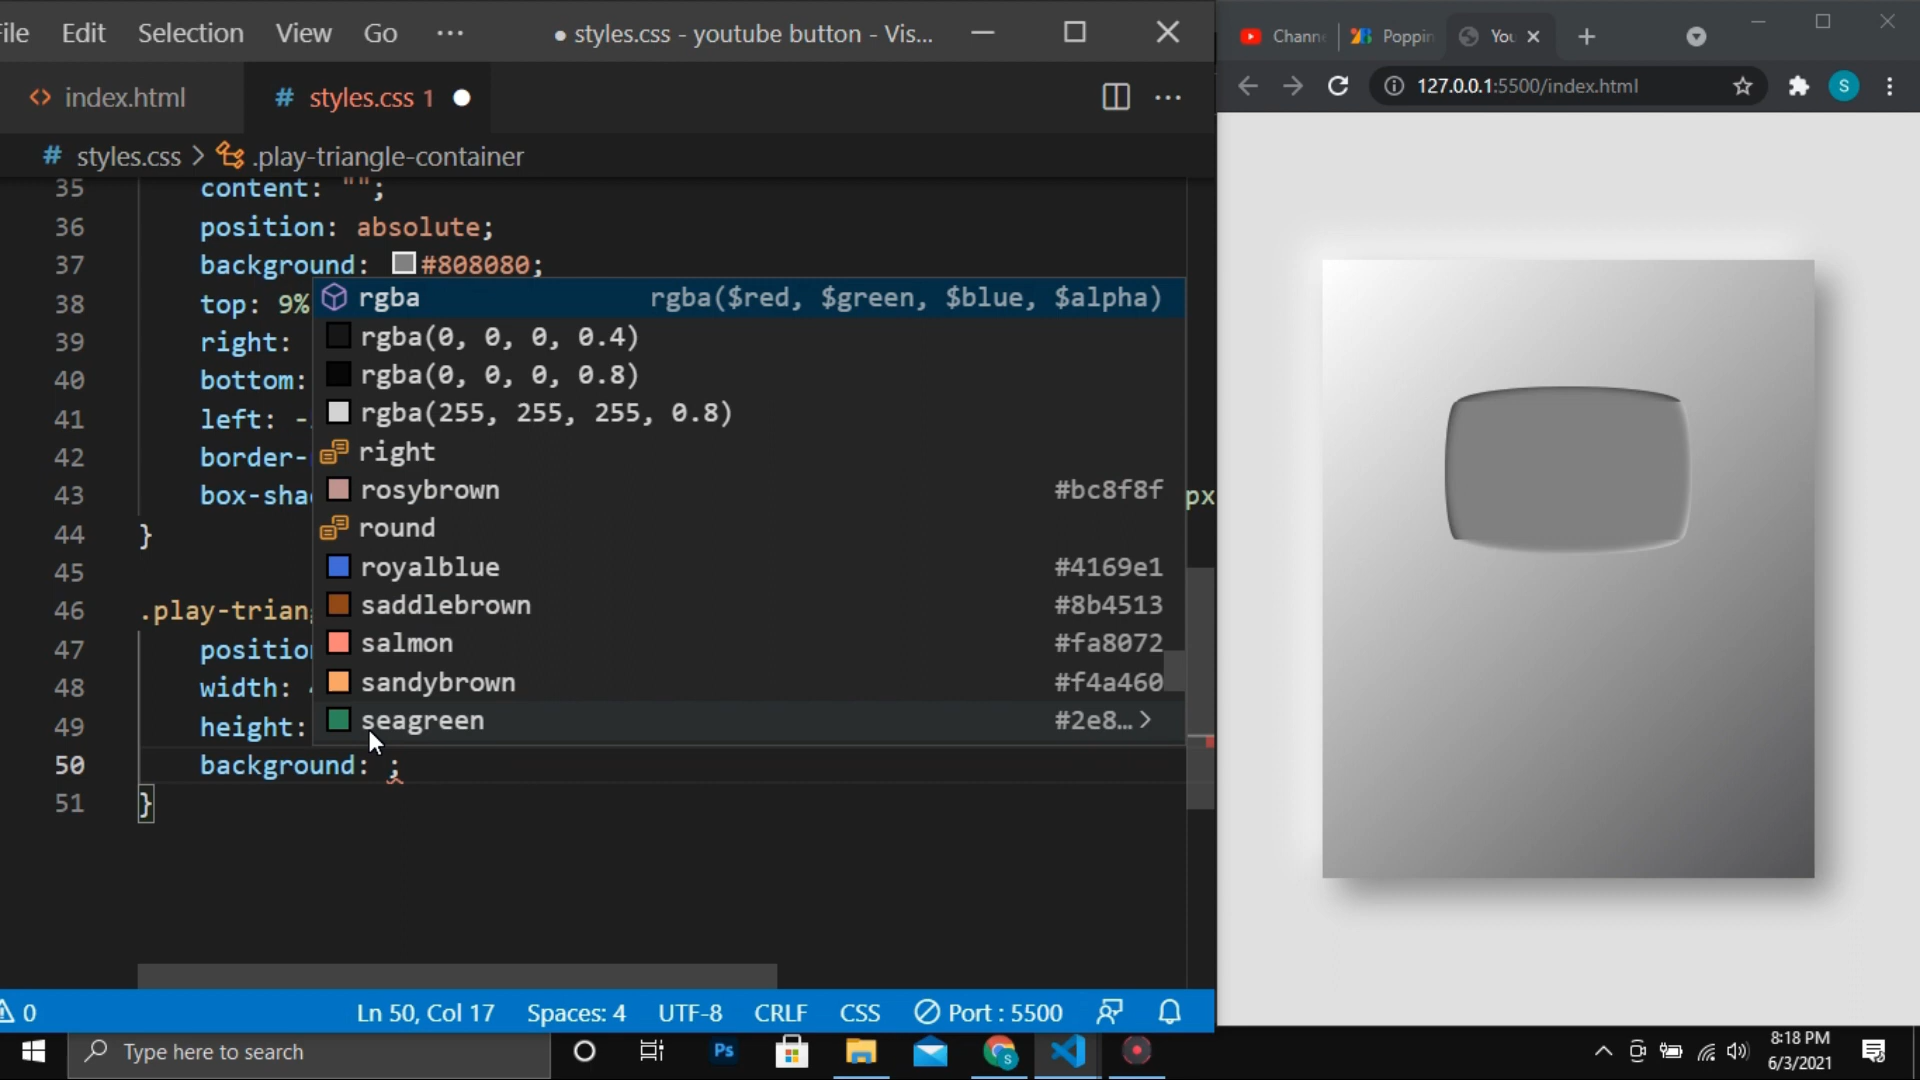 File Edit Selection View Go ···
● styles.css - youtube button - Vis...
index.html
# styles.css 1 ●
# styles.css > .play-triangle-container
35 content: "";
36 position: absolute;
37 background: #808080;
38 top: 9%
39 right:
40 bottom:
41 left: -
42 border-
43 box-sha px
44 }
45
46 .play-trian
47 position
48 width:
49 height:
50 background: ;
51 }
rgba rgba($red, $green, $blue, $alpha)
rgba(0, 0, 0, 0.4)
rgba(0, 0, 0, 0.8)
rgba(255, 255, 255, 0.8)
right
rosybrown #bc8f8f
round
royalblue #4169e1
saddlebrown #8b4513
salmon #fa8072
sandybrown #f4a460
seagreen #2e8... >
0
Ln 50, Col 17 Spaces: 4 UTF-8 CRLF CSS Port : 5500
Chann
Poppin
You
127.0.0.1:5500/index.html
S
Type here to search
Ps
S
8:18 PM
6/3/2021